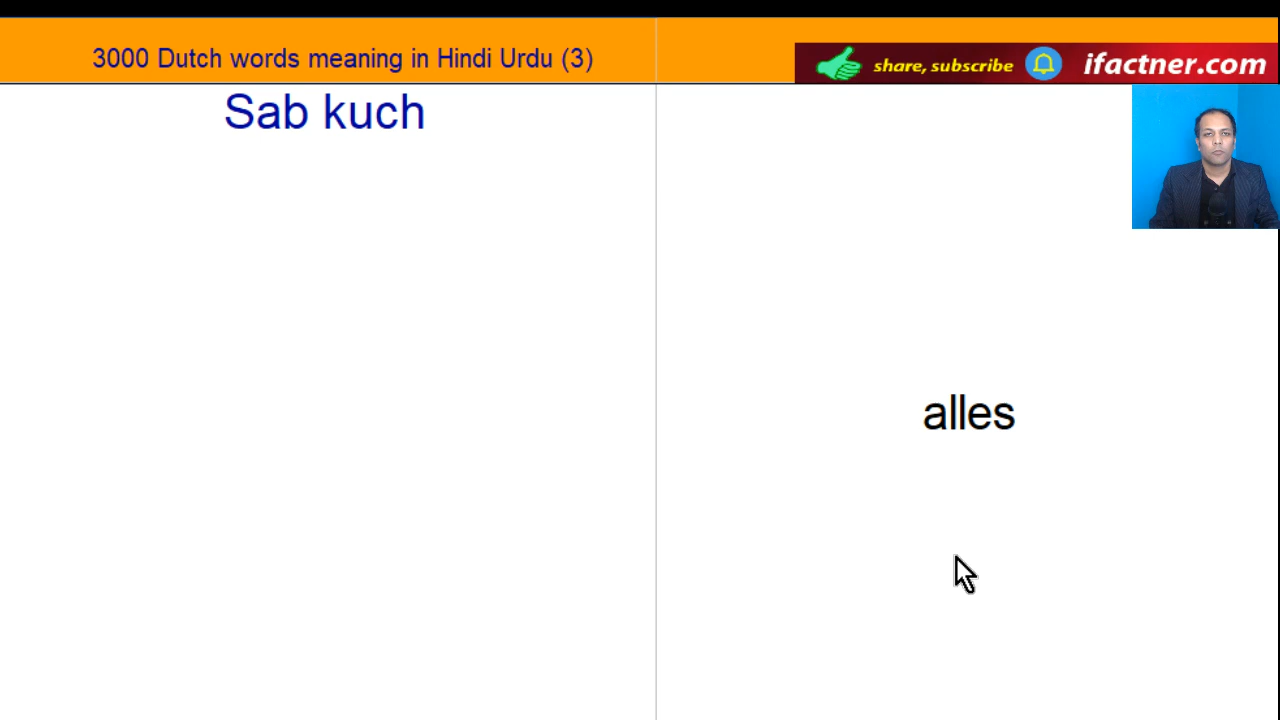 3000 Dutch words meaning in Hindi Urdu (3)
share, subscribe
ifactner.com
Sab kuch
alles